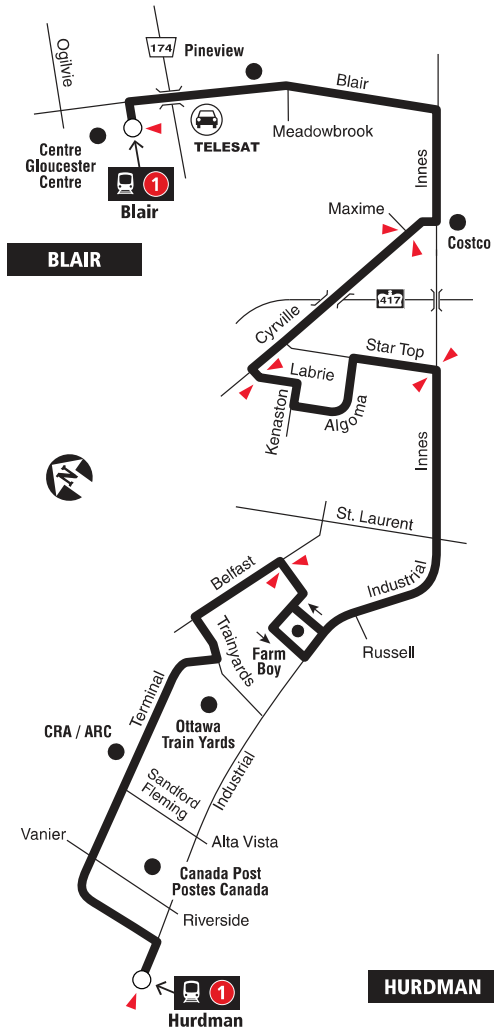 Ogilvie
174
Pineview
Blair
Centre
Gloucester
Centre
TELESAT
Meadowbrook
1
Blair
Innes
Maxime
Costco
BLAIR
417
Cyrville
Star Top
Labrie
Kenaston
Algoma
Innes
N
St. Laurent
Belfast
Industrial
Trainyards
Farm
Boy
Russell
Terminal
Ottawa
Train Yards
CRA / ARC
Industrial
Sandford
Fleming
Vanier
Alta Vista
Canada Post
Postes Canada
Riverside
1
Hurdman
HURDMAN